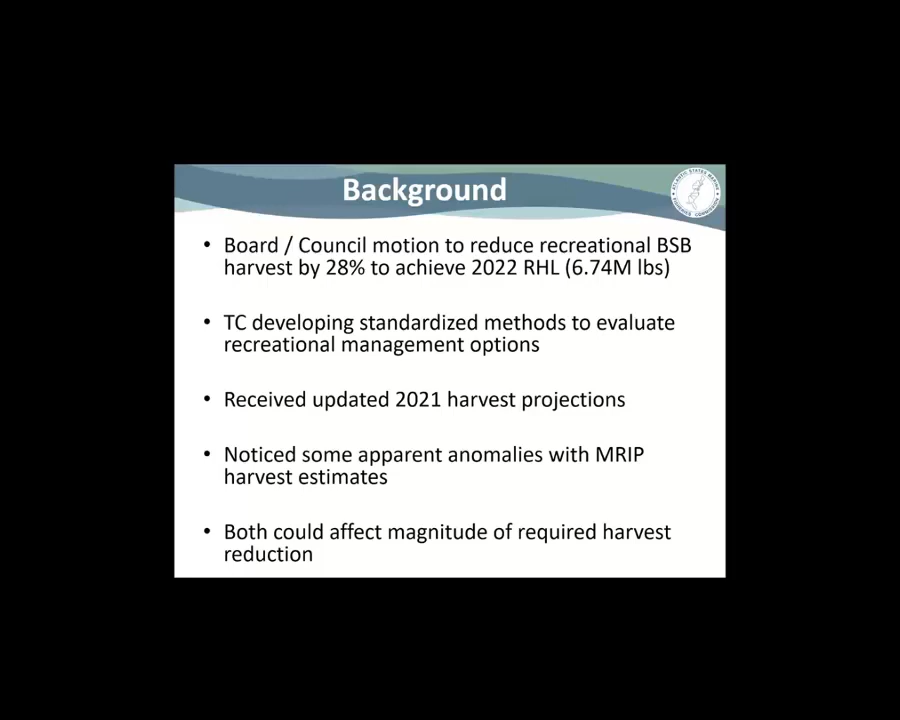 Background
• Board / Council motion to reduce recreational BSB
harvest by 28% to achieve 2022 RHL (6.74M lbs)
• TC developing standardized methods to evaluate
recreational management options
• Received updated 2021 harvest projections
• Noticed some apparent anomalies with MRIP
harvest estimates
• Both could affect magnitude of required harvest
reduction